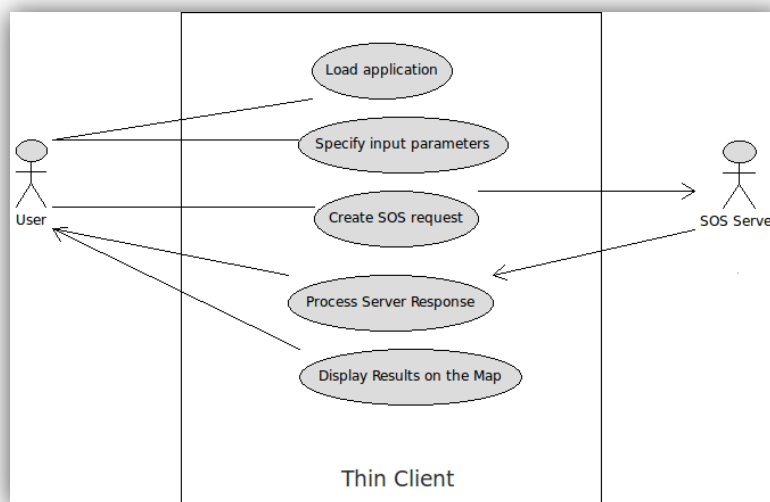 Load application
Specify input parameters
User
SOS Server
Create SOS request
Process Server Response
Display Results on the Map
Thin Client